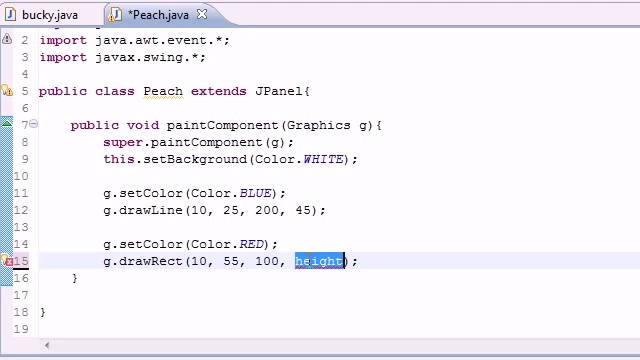 bucky.java *Peach.java
2 import java.awt.event.*;
3 import javax.swing.*;
4
5 public class Peach extends JPanel{
6
7 public void paintComponent(Graphics g){
8 super.paintComponent(g);
9 this.setBackground(Color.WHITE);
10
11 g.setColor(Color.BLUE);
12 g.drawLine(10, 25, 200, 45);
13
14 g.setColor(Color.RED);
15 g.drawRect(10, 55, 100, height);
16 }
17
18 }
19